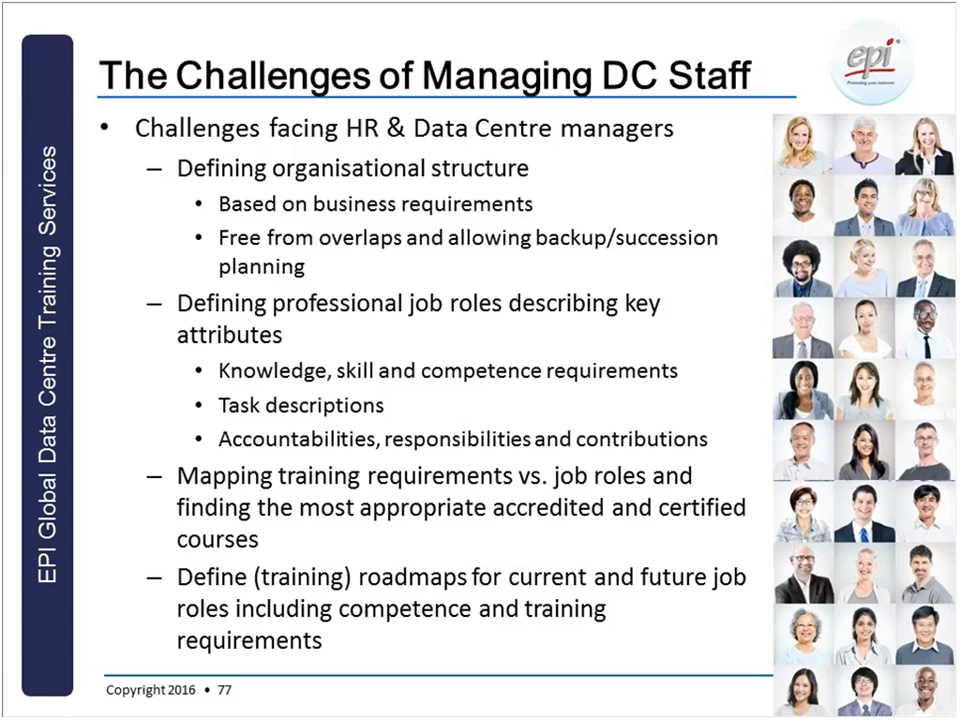 The Challenges of Managing DC Staff
epi
• Challenges facing HR & Data Centre managers
– Defining organisational structure
• Based on business requirements
• Free from overlaps and allowing backup/succession
planning
– Defining professional job roles describing key
attributes
• Knowledge, skill and competence requirements
• Task descriptions
• Accountabilities, responsibilities and contributions
– Mapping training requirements vs. job roles and
finding the most appropriate accredited and certified
courses
– Define (training) roadmaps for current and future job
roles including competence and training
requirements
EPI Global Data Centre Training Services
Copyright 2016 • 77